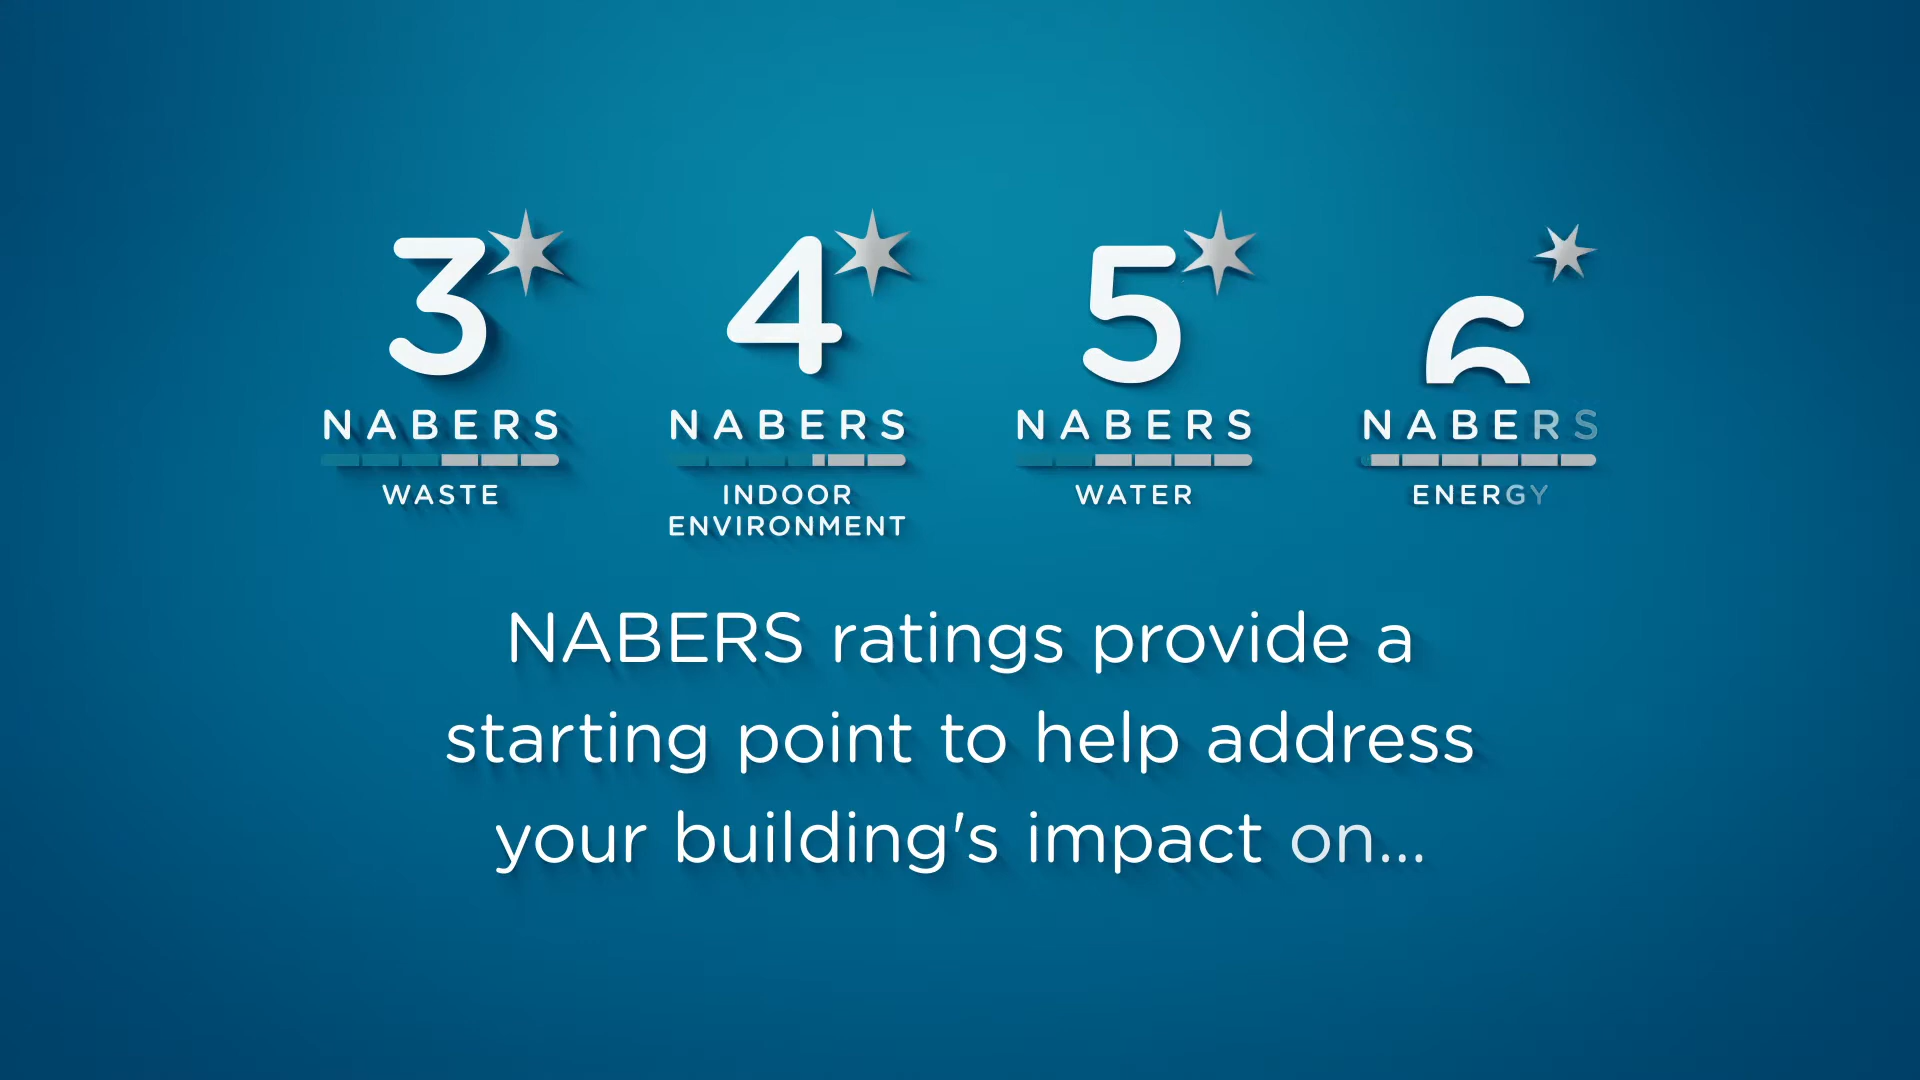 3
NABERS
WASTE
4
NABERS
INDOOR
ENVIRONMENT
5
NABERS
WATER
6
NABERS
ENERGY
NABERS ratings provide a
starting point to help address
your building's impact on...